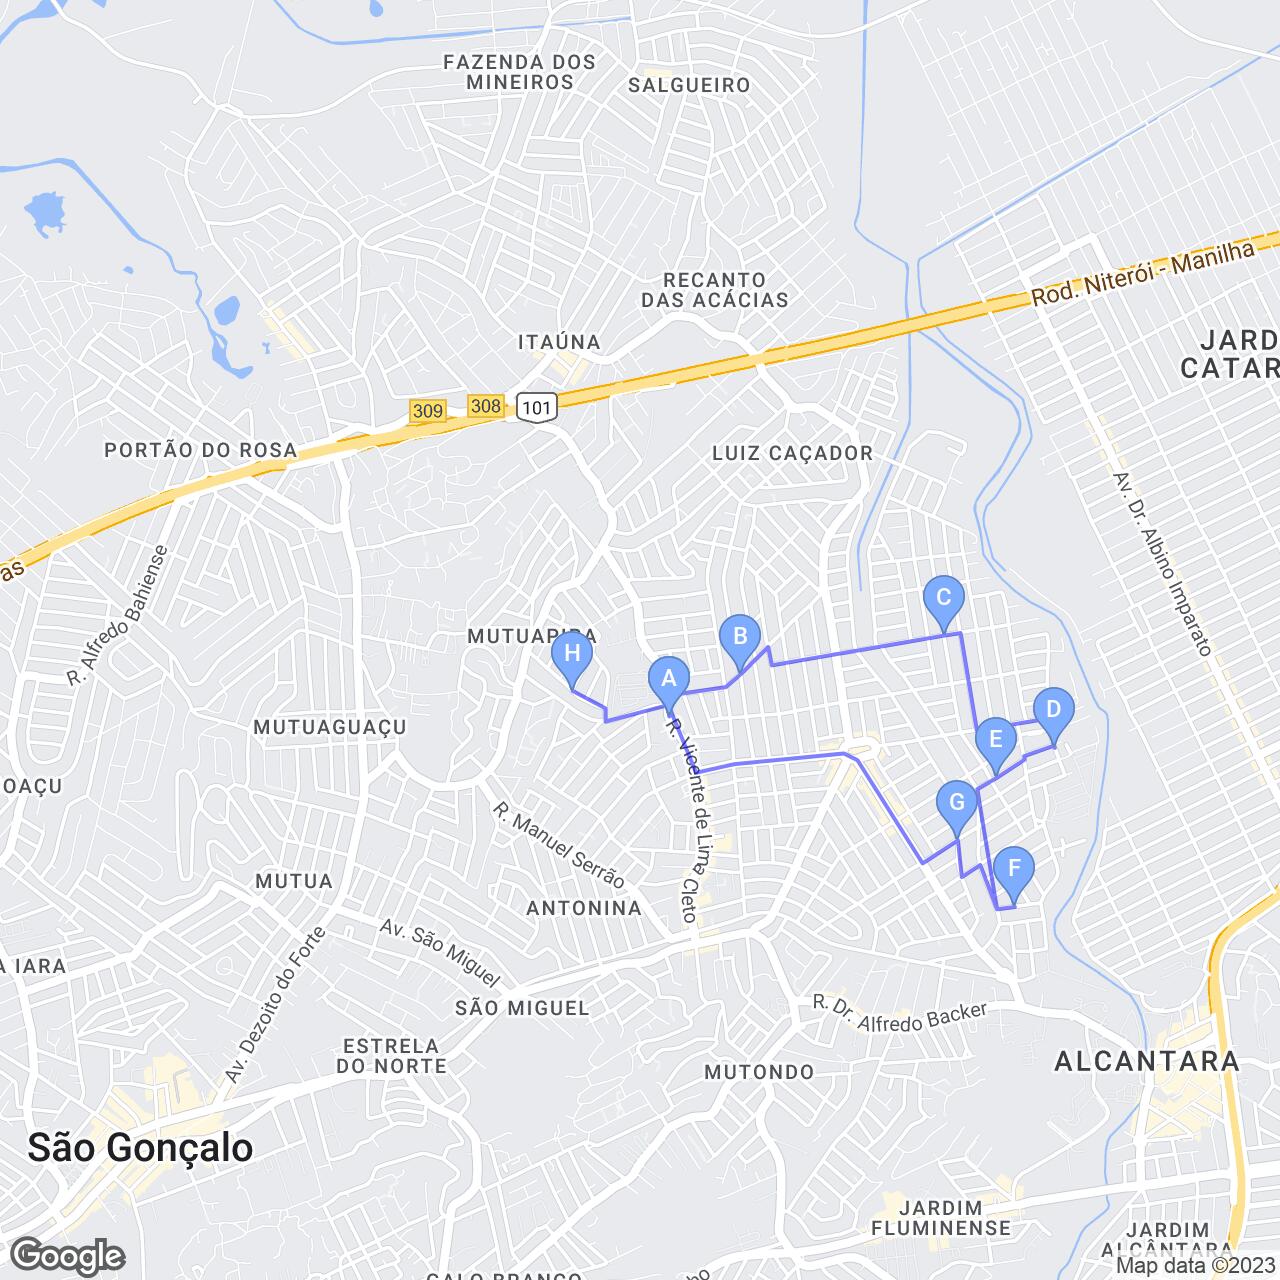 FAZENDA DOS
MINEIROS
SALGUEIRO
RECANTO
DAS ACÁCIAS
Rod. Niterói - Manilha
ITAÚNA
JARD
CATAR
101
308
309
PORTÃO DO ROSA
LUIZ CAÇADOR
Av. Dr. Albino Imparato
as
R. Alfredo Bahiense
C
B
H
A
D
E
G
F
MUTUAGUAÇU
R. Vicente de Lima Cleto
OAÇU
R. Manuel Serrão
MUTUA
ANTONINA
Av. São Miguel
Av. Dezoito do Forte
A IARA
SÃO MIGUEL
R. Dr. Alfredo Backer
ESTRELA
DO NORTE
MUTONDO
ALCANTARA
São Gonçalo
JARDIM
FLUMINENSE
JARDIM
ALCÂNTARA
Google
Map data ©2023